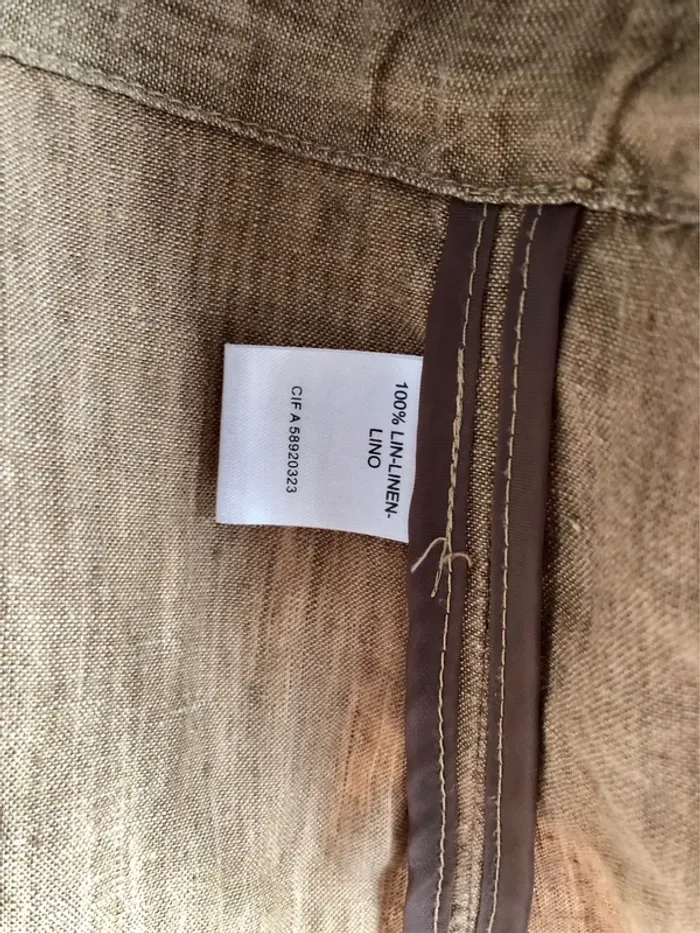 100% LIN-LINEN-
LINO
CIF A 58920323